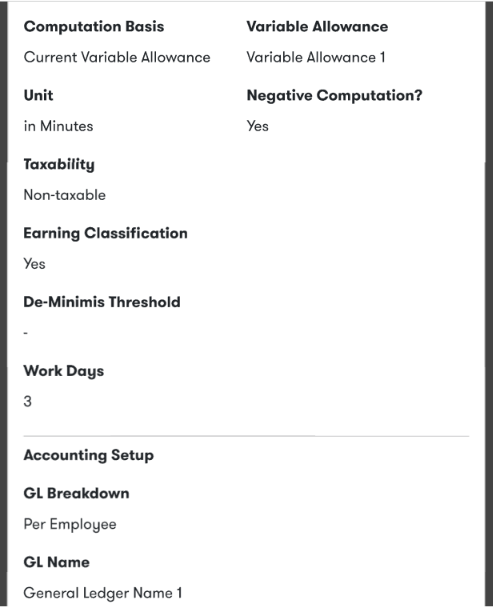 Computation Basis
Variable Allowance
Current Variable Allowance
Variable Allowance 1
Unit
Negative Computation?
in Minutes
Yes
Taxability
Non-taxable
Earning Classification
Yes
De-Minimis Threshold
-
Work Days
3
Accounting Setup
GL Breakdown
Per Employee
GL Name
General Ledger Name 1